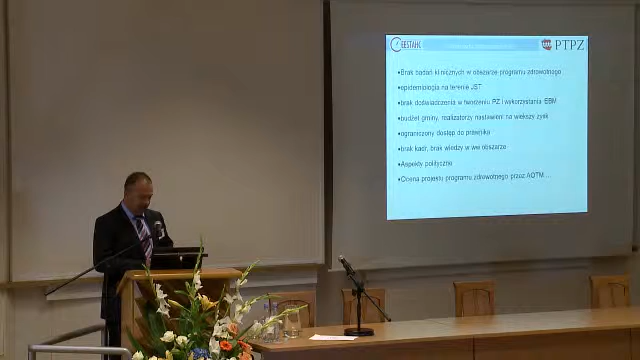 CEESTAHC
PTPZ
•Brak badań klinicznych w obszarze programu zdrowotnego
•epidemiologia na terenie JST
•brak doświadczenia w tworzeniu PZ i wykorzystania EBM
•budżet gminy, realizatorzy nastawieni na większy zysk
•ograniczony dostęp do prawnika
•brak kadr, brak wiedzy w ww obszarze
•Aspekty polityczne
•Ocena projektu programu zdrowotnego przez AOTM…